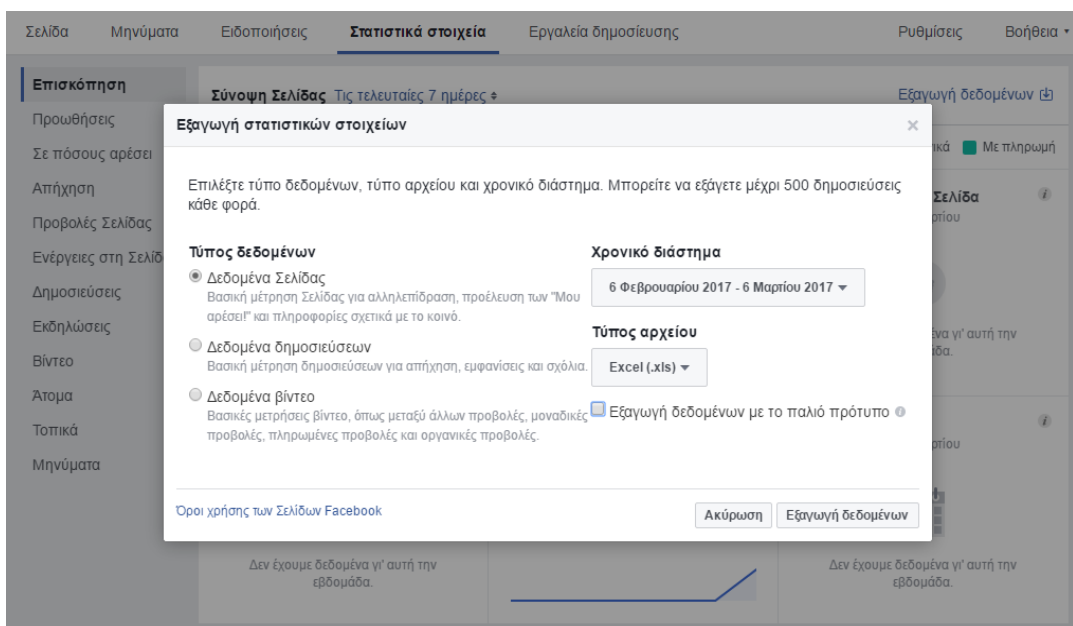 Σελίδα Μηνύματα Ειδοποιήσεις Στατιστικά στοιχεία Εργαλεία δημοσίευσης Ρυθμίσεις Βοήθεια
Επισκόπηση
Προωθήσεις
Σε πόσους αρέσει
Απήχηση
Προβολές Σελίδας
Ενέργειες στη
Δημοσιεύσεις
Εκδηλώσεις
Βίντεο
Άτομα
Τοπικά
Μηνύματα
Σύνοψη Σελίδας Τις τελευταίες 7 ημέρες
Εξαγωγή δεδομένων
Με πληρωμή
Σελίδα
Εξαγωγή στατιστικών στοιχείων
Επιλέξτε τύπο δεδομένων, τύπο αρχείου και χρονικό διάστημα. Μπορείτε να εξάγετε μέχρι 500 δημοσιεύσεις
κάθε φορά.
Τύπος δεδομένων
Δεδομένα Σελίδας
Βασική μέτρηση Σελίδας για αλληλεπίδραση, προέλευση των "Μου
αρέσει!" και πληροφορίες σχετικά με το κοινό.
Δεδομένα δημοσιεύσεων
Βασική μέτρηση δημοσιεύσεων για απήχηση, εμφανίσεις και σχόλια.
Δεδομένα βίντεο
Βασικές μετρήσεις βίντεο, όπως μεταξύ άλλων προβολές, μοναδικές
προβολές, πληρωμένες προβολές και οργανικές προβολές.
Χρονικό διάστημα
6 Φεβρουαρίου 2017 - 6 Μαρτίου 2017
Τύπος αρχείου
Excel (.xls)
Εξαγωγή δεδομένων με το παλιό πρότυπο
Όροι χρήσης των Σελίδων Facebook
Ακύρωση
Εξαγωγή δεδομένων
γι' αυτή την
Δεν έχουμε δεδομένα γι' αυτή την
εβδομάδα.
Δεν έχουμε δεδομένα γι' αυτή την
εβδομάδα.